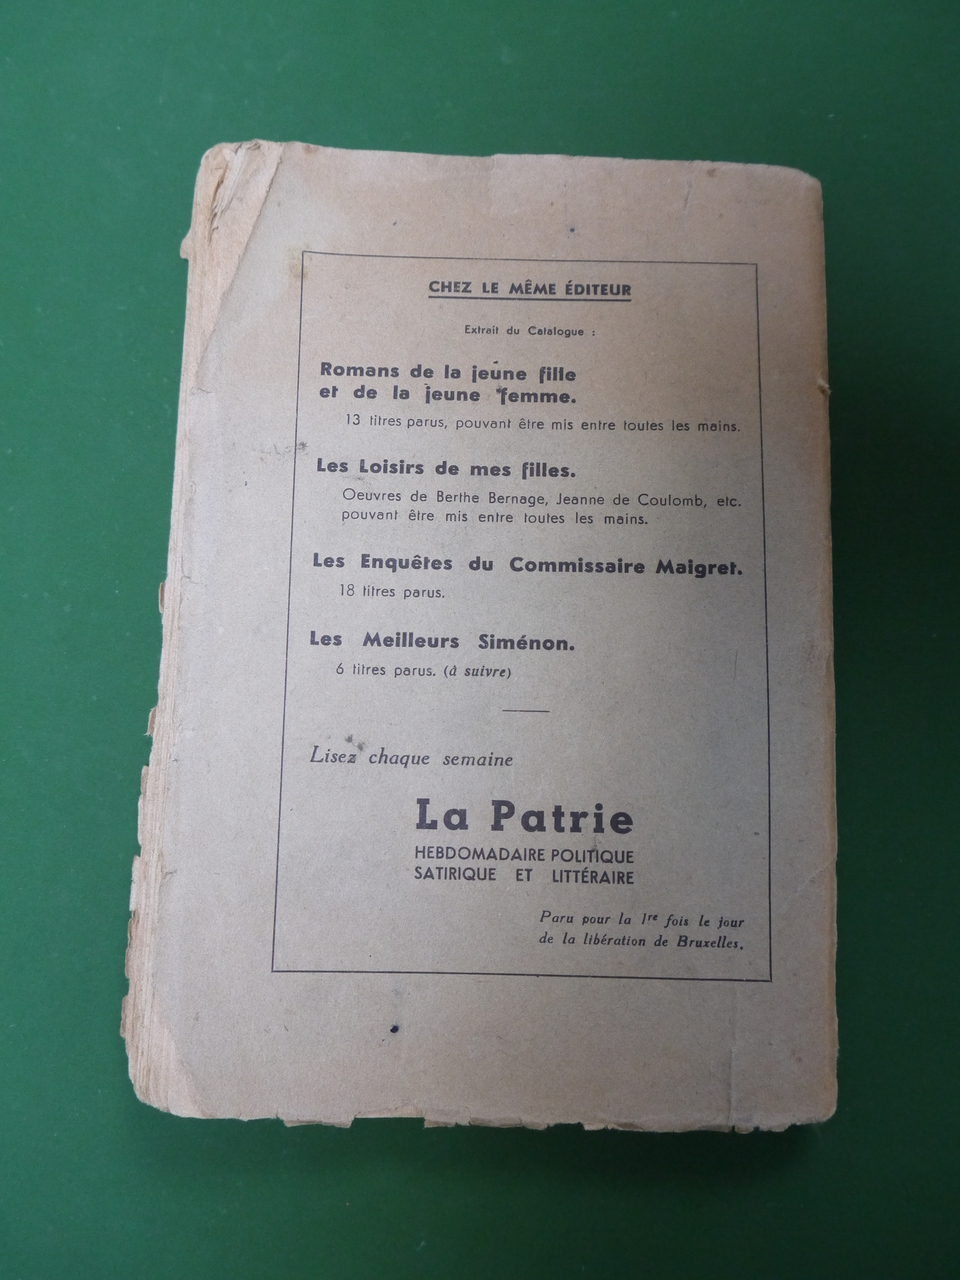 CHEZ LE MÊME ÉDITEUR
Extrait du Catalogue :
Romans de la jeune fille
et de la jeune femme.
13 titres parus, pouvant être mis entre toutes les mains.
Les Loisirs de mes filles.
Oeuvres de Berthe Bernage, Jeanne de Coulomb, etc.
pouvant être mis entre toutes les mains.
Les Enquêtes du Commissaire Maigret.
18 titres parus.
Les Meilleurs Siménon.
6 titres parus. (à suivre)
Lisez chaque semaine
La Patrie
HEBDOMADAIRE POLITIQUE
SATIRIQUE ET LITTÉRAIRE
Paru pour la 1re fois le jour
de la libération de Bruxelles.